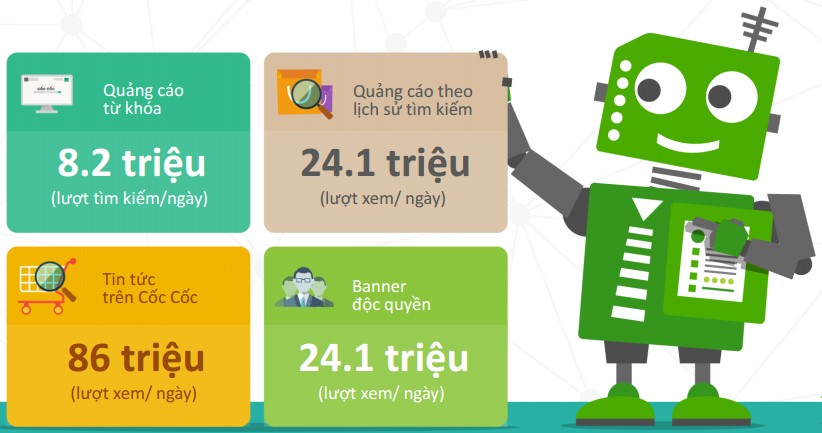 Quảng cáo
từ khóa
8.2 triệu
(lượt tìm kiếm/ngày)
Quảng cáo theo
lịch sử tìm kiếm
24.1 triệu
(lượt xem/ ngày)
Tin tức
trên Cốc Cốc
86 triệu
(lượt xem/ ngày)
Banner
độc quyền
24.1 triệu
(lượt xem/ ngày)